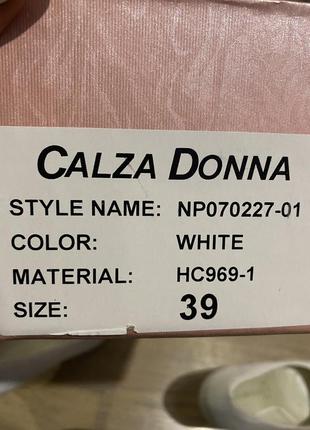 CALZA DONNA
STYLE NAME: NP070227-01
COLOR: WHITE
MATERIAL: HC969-1
SIZE: 39